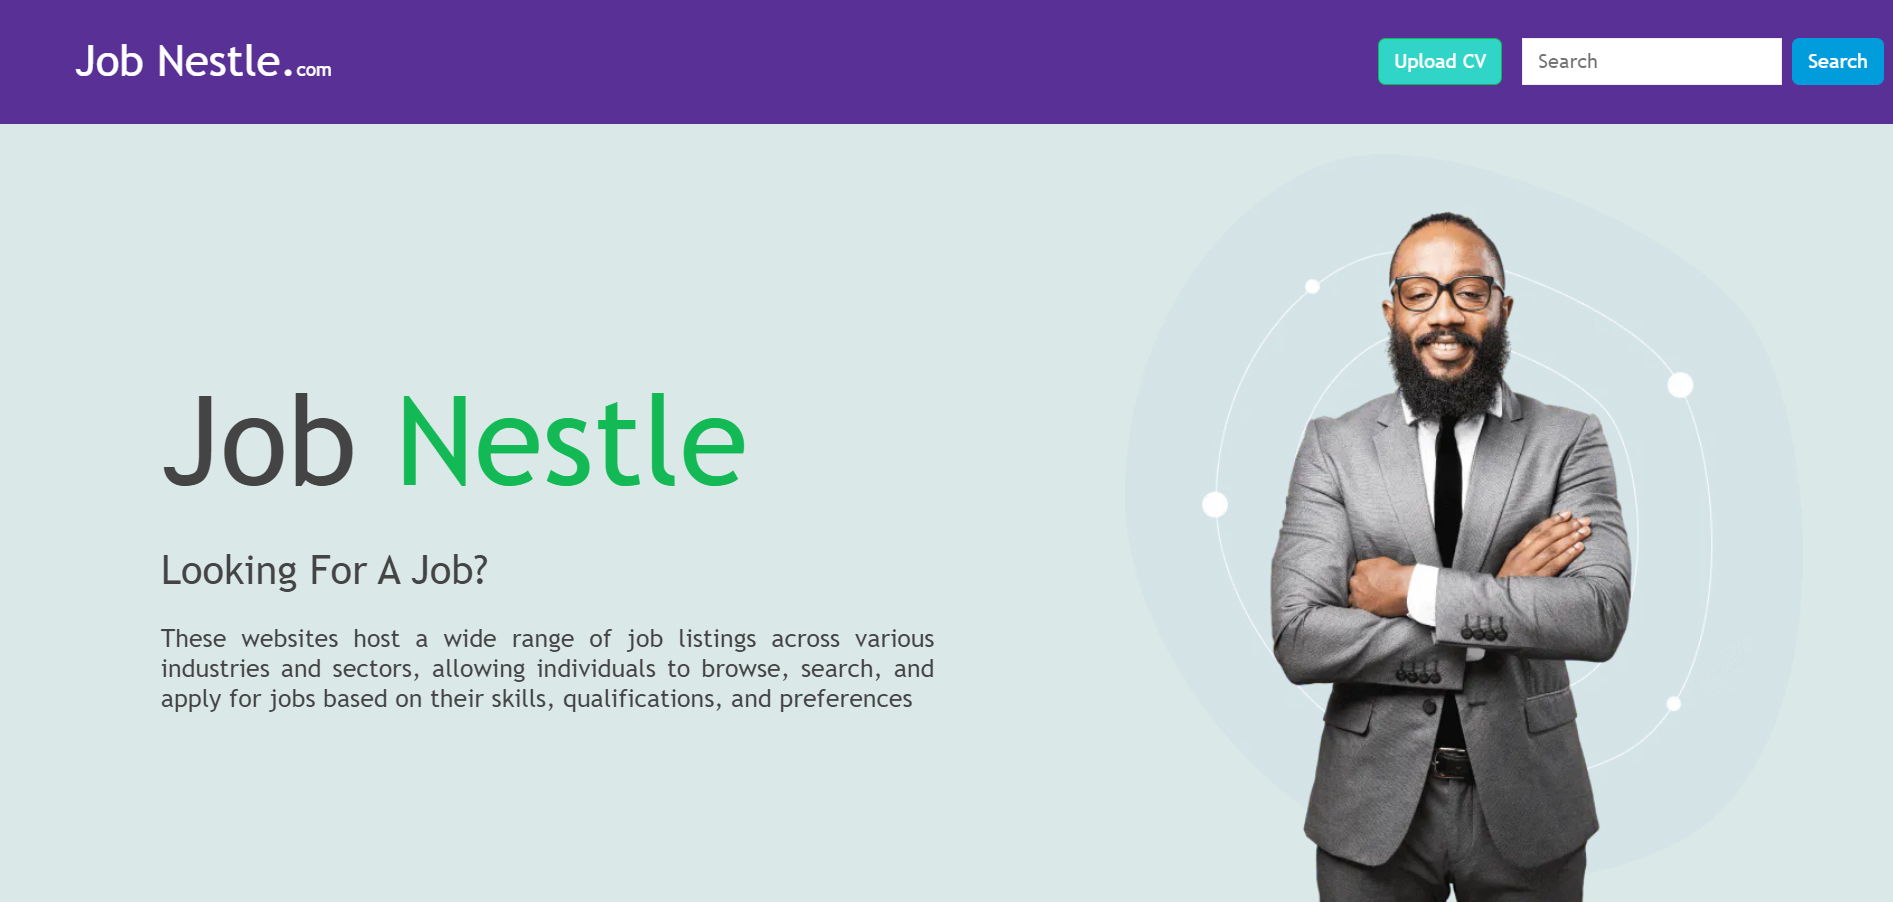 Job Nestle.com
Upload CV
Search
Search
Job Nestle
Looking For A Job?
These websites host a wide range of job listings across various
industries and sectors, allowing individuals to browse, search, and
apply for jobs based on their skills, qualifications, and preferences